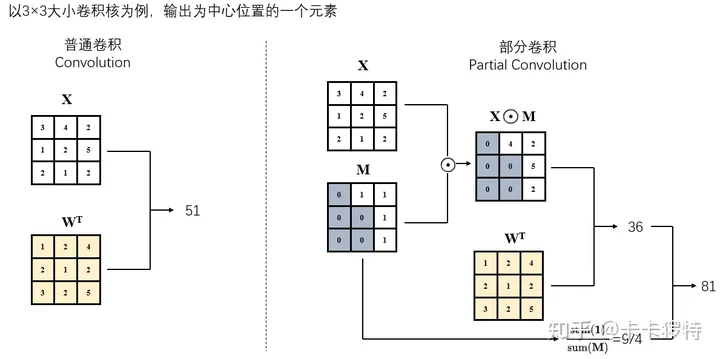 以3×3大小卷积核为例，输出为中心位置的一个元素
普通卷积
Convolution
X
3 4 2
1 2 5
2 1 2
W^T
1 2 4
2 1 2
3 2 5
51
部分卷积
Partial Convolution
X
3 4 2
1 2 5
2 1 2
M
0 1 1
0 0 1
0 0 1
X⊙M
0 4 2
0 0 5
0 0 2
W^T
1 2 4
2 1 2
3 2 5
36
sum(1)
sum(M)
=9/4
81
知乎 @卡卡猡特